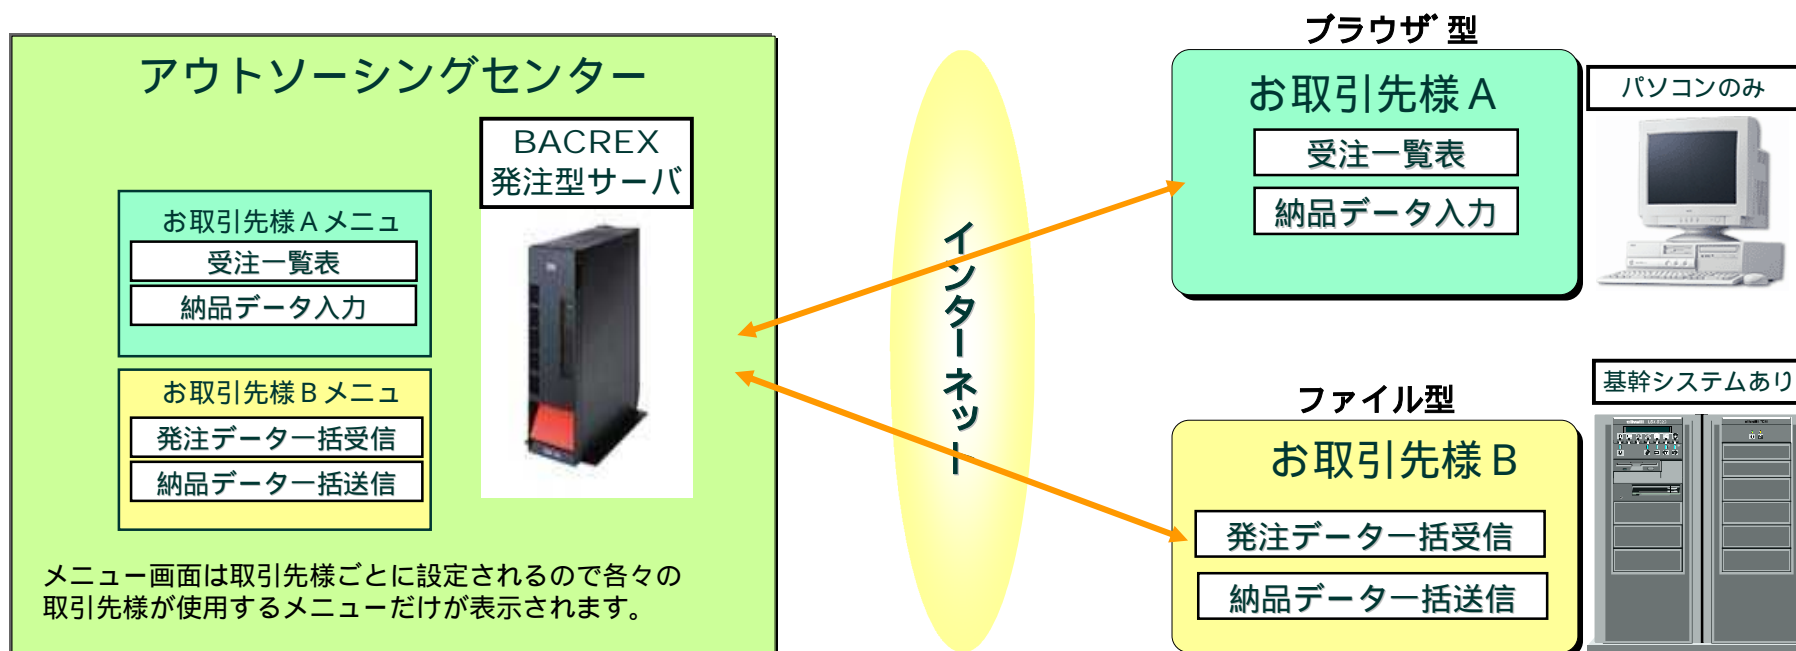 アウトソーシングセンター
BACREX
発注型サーバ
お取引先様Aメニュ
受注一覧表
納品データ入力
お取引先様Bメニュ
発注データ一括受信
納品データ一括送信
メニュー画面は取引先様ごとに設定されるので各々の
取引先様が使用するメニューだけが表示されます。
インターネット
ブラウザ型
お取引先様A
受注一覧表
納品データ入力
パソコンのみ
ファイル型
お取引先様B
発注データ一括受信
納品データ一括送信
基幹システムあり